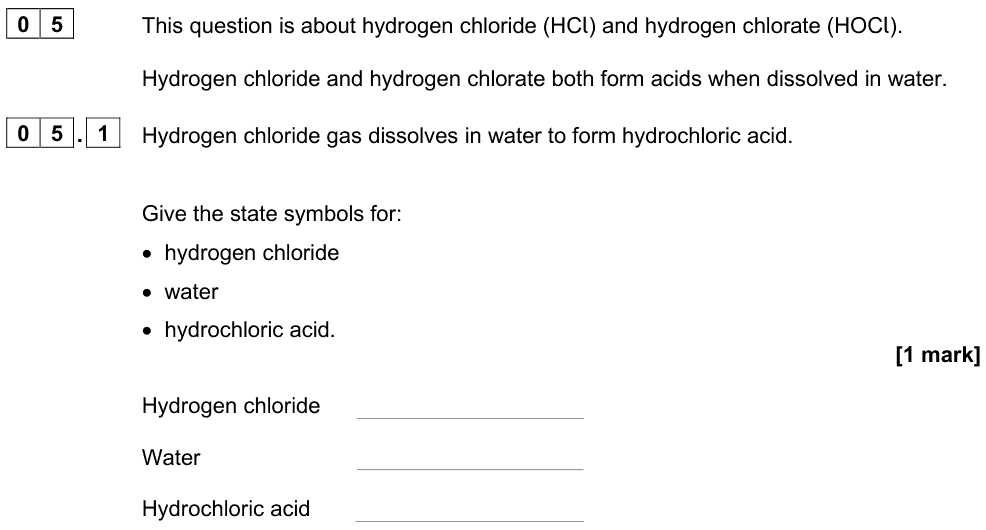 0 5 This question is about hydrogen chloride (HCl) and hydrogen chlorate (HOCl).
Hydrogen chloride and hydrogen chlorate both form acids when dissolved in water.
0 5 . 1 Hydrogen chloride gas dissolves in water to form hydrochloric acid.
Give the state symbols for:
• hydrogen chloride
• water
• hydrochloric acid.
[1 mark]
Hydrogen chloride
Water
Hydrochloric acid